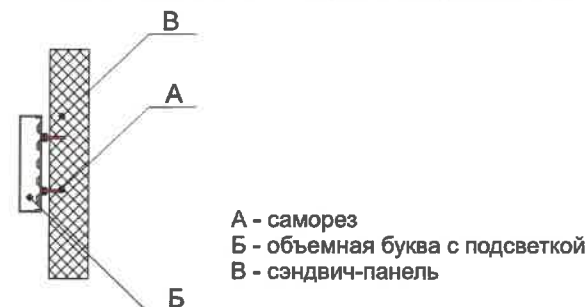 В
А
А - саморез
Б - объемная буква с подсветкой
В - сэндвич-панель
Б